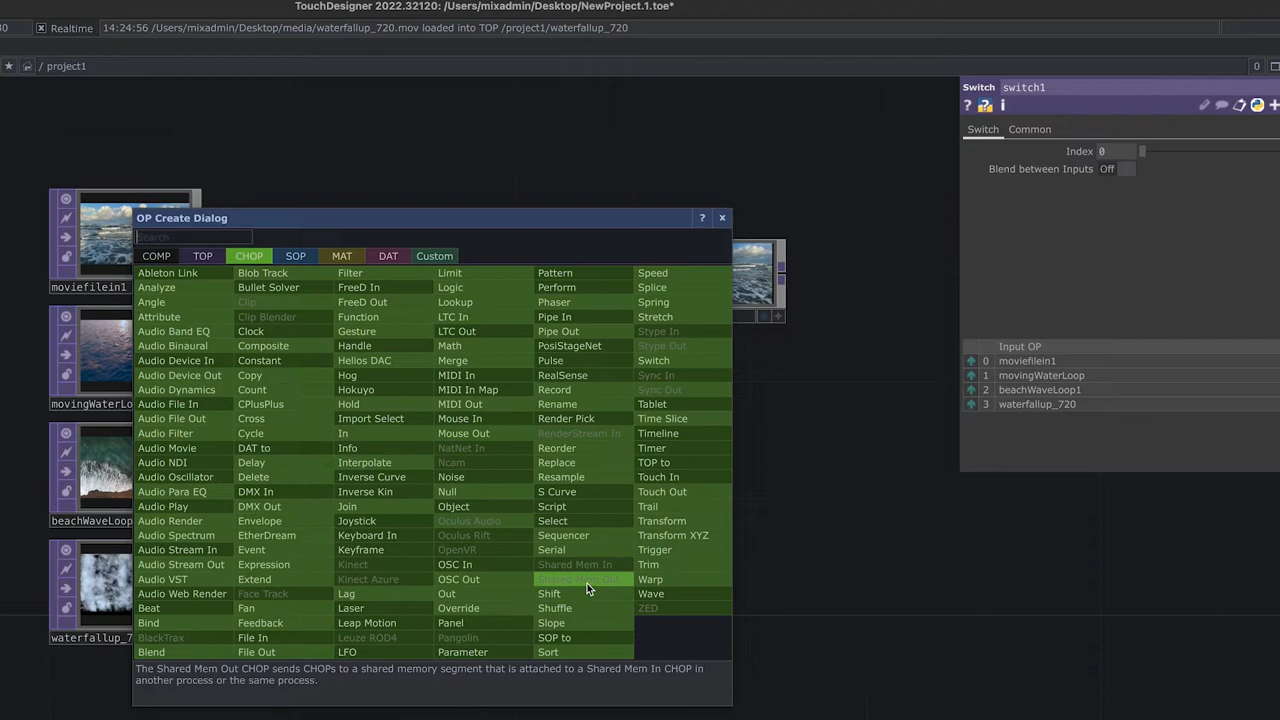 TouchDesigner 2022.32120: /Users/mixadmin/Desktop/NewProject.1.toe*
30 Realtime 14:24:56 /Users/mixadmin/Desktop/media/waterfallup_720.mov loaded into TOP /project1/waterfallup_720
/ project1 0
moviefilein1
movingWaterLo
beachWaveLoop
waterfallup_7
OP Create Dialog ? x
Search
COMP TOP CHOP SOP MAT DAT Custom
Ableton Link Blob Track Filter Limit Pattern Speed
Analyze Bullet Solver FreeD In Logic Perform Splice
Angle Clip FreeD Out Lookup Phaser Spring
Attribute Clip Blender Function LTC In Pipe In Stretch
Audio Band EQ Clock Gesture LTC Out Pipe Out Stype In
Audio Binaural Composite Handle Math PosiStageNet Stype Out
Audio Device In Constant Helios DAC Merge Pulse Switch
Audio Device Out Copy Hog MIDI In RealSense Sync In
Audio Dynamics Count Hokuyo MIDI In Map Record Sync Out
Audio File In CPlusPlus Hold MIDI Out Rename Tablet
Audio File Out Cross Import Select Mouse In Render Pick Time Slice
Audio Filter Cycle In Mouse Out RenderStream In Timeline
Audio Movie DAT to Info NatNet In Reorder Timer
Audio NDI Delay Interpolate Ncam Replace TOP to
Audio Oscillator Delete Inverse Curve Noise Resample Touch In
Audio Para EQ DMX In Inverse Kin Null S Curve Touch Out
Audio Play DMX Out Join Object Script Trail
Audio Render Envelope Joystick Oculus Audio Select Transform
Audio Spectrum EtherDream Keyboard In Oculus Rift Sequencer Transform XYZ
Audio Stream In Event Keyframe OpenVR Serial Trigger
Audio Stream Out Expression Kinect OSC In Shared Mem In Trim
Audio VST Extend Kinect Azure OSC Out Shared Mem Out Warp
Audio Web Render Face Track Lag Out Shift Wave
Beat Fan Laser Override Shuffle ZED
Bind Feedback Leap Motion Panel Slope
BlackTrax File In Leuze ROD4 Pangolin SOP to
Blend File Out LFO Parameter Sort
The Shared Mem Out CHOP sends CHOPs to a shared memory segment that is attached to a Shared Mem In CHOP in
another process or the same process.
Switch switch1
? ? i
Switch Common
Index 0
Blend between Inputs Off
Input OP
0 moviefilein1
1 movingWaterLoop
2 beachWaveLoop1
3 waterfallup_720